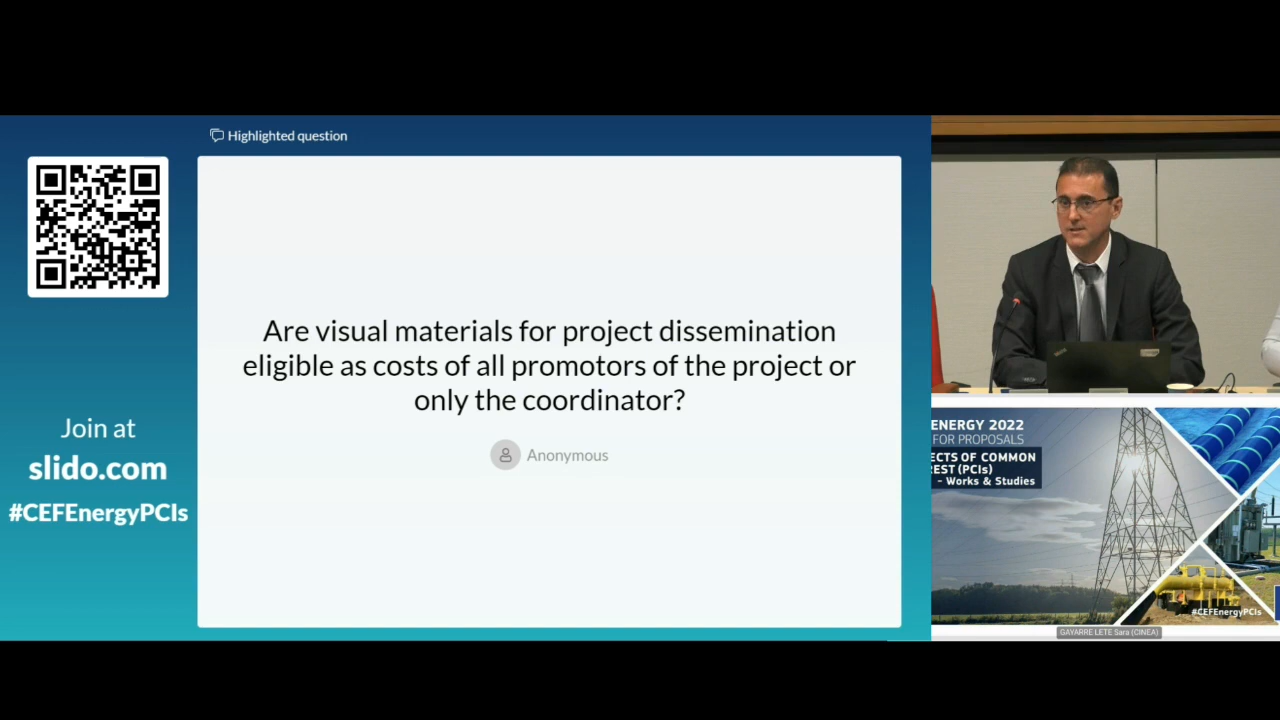 Highlighted question
Join at
slido.com
#CEFEnergyPCIs
Are visual materials for project dissemination
eligible as costs of all promotors of the project or
only the coordinator?
Anonymous
ENERGY 2022
FOR PROPOSALS
ECTS OF COMMON
REST (PCIs)
- Works & Studies
#CEFEnergyPCIs
GAYARRE LETE Sara (CINEA)